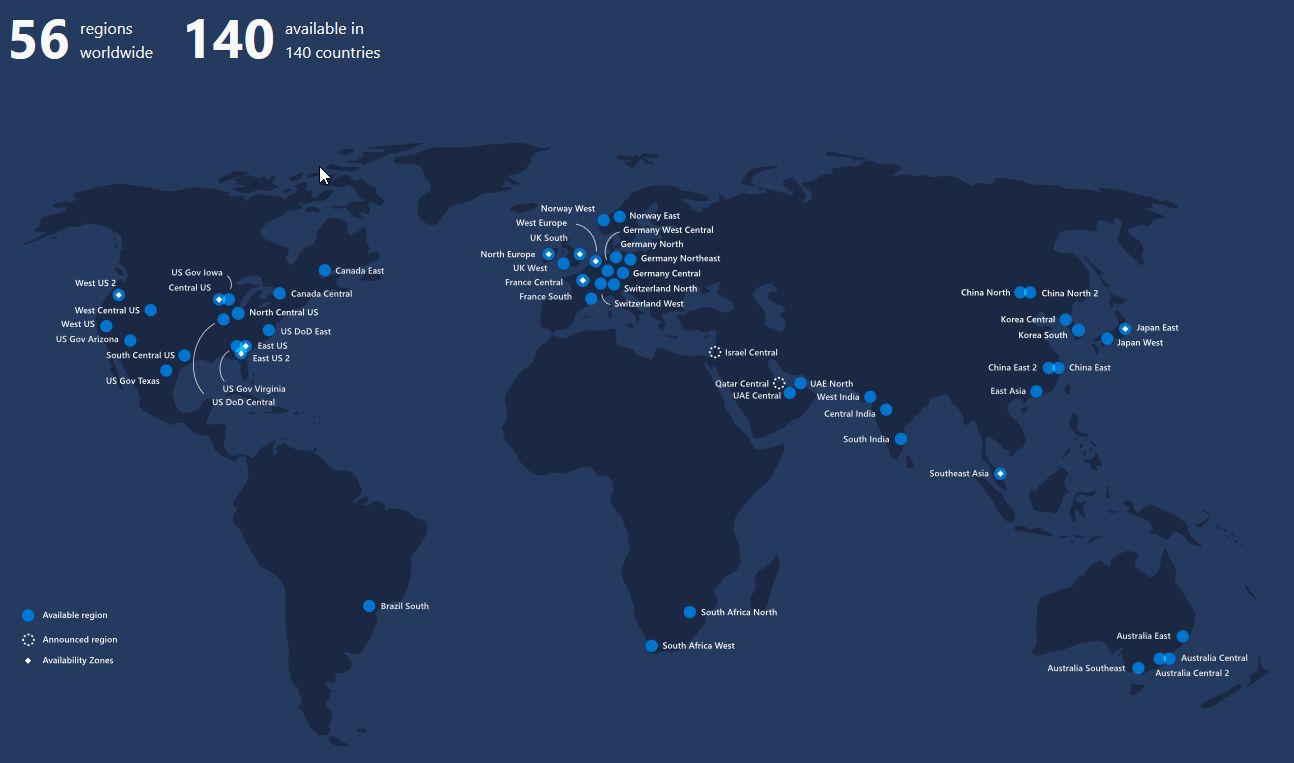 56 regions worldwide
140 available in 140 countries
Norway West
Norway East
West Europe
Germany West Central
UK South
Germany North
North Europe
Germany Northeast
UK West
Germany Central
France Central
Switzerland North
France South
Switzerland West
US Gov Iowa
Canada East
West US 2
Central US
Canada Central
West Central US
North Central US
West US
US DoD East
US Gov Arizona
East US
South Central US
East US 2
US Gov Texas
US Gov Virginia
US DoD Central
China North
China North 2
Korea Central
Japan East
Korea South
Japan West
Israel Central
China East 2
China East
Qatar Central
UAE North
UAE Central
West India
East Asia
Central India
South India
Southeast Asia
Brazil South
South Africa North
South Africa West
Australia East
Australia Central
Australia Southeast
Australia Central 2
Available region
Announced region
Availability Zones